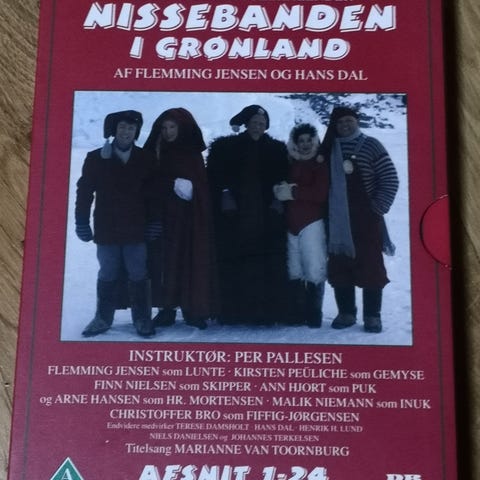 NISSEBANDEN
I GRØNLAND
AF FLEMMING JENSEN OG HANS DAL
INSTRUKTØR: PER PALLESEN
FLEMMING JENSEN som LUNTE · KIRSTEN PEÜLICHE som GEMYSE
FINN NIELSEN som SKIPPER · ANN HJORT som PUK
og ARNE HANSEN som HR. MORTENSEN · MALIK NIEMANN som INUK
CHRISTOFFER BRO som FIFFIG-JØRGENSEN
Endvidere medvirker TERESE DAMSHOLT · HANS DAL · HENRIK H. LUND
NIELS DANIELSEN og JOHANNES TERKELSEN
Titelsang MARIANNE VAN TOORNBURG
A AFSNIT 1-24 DR